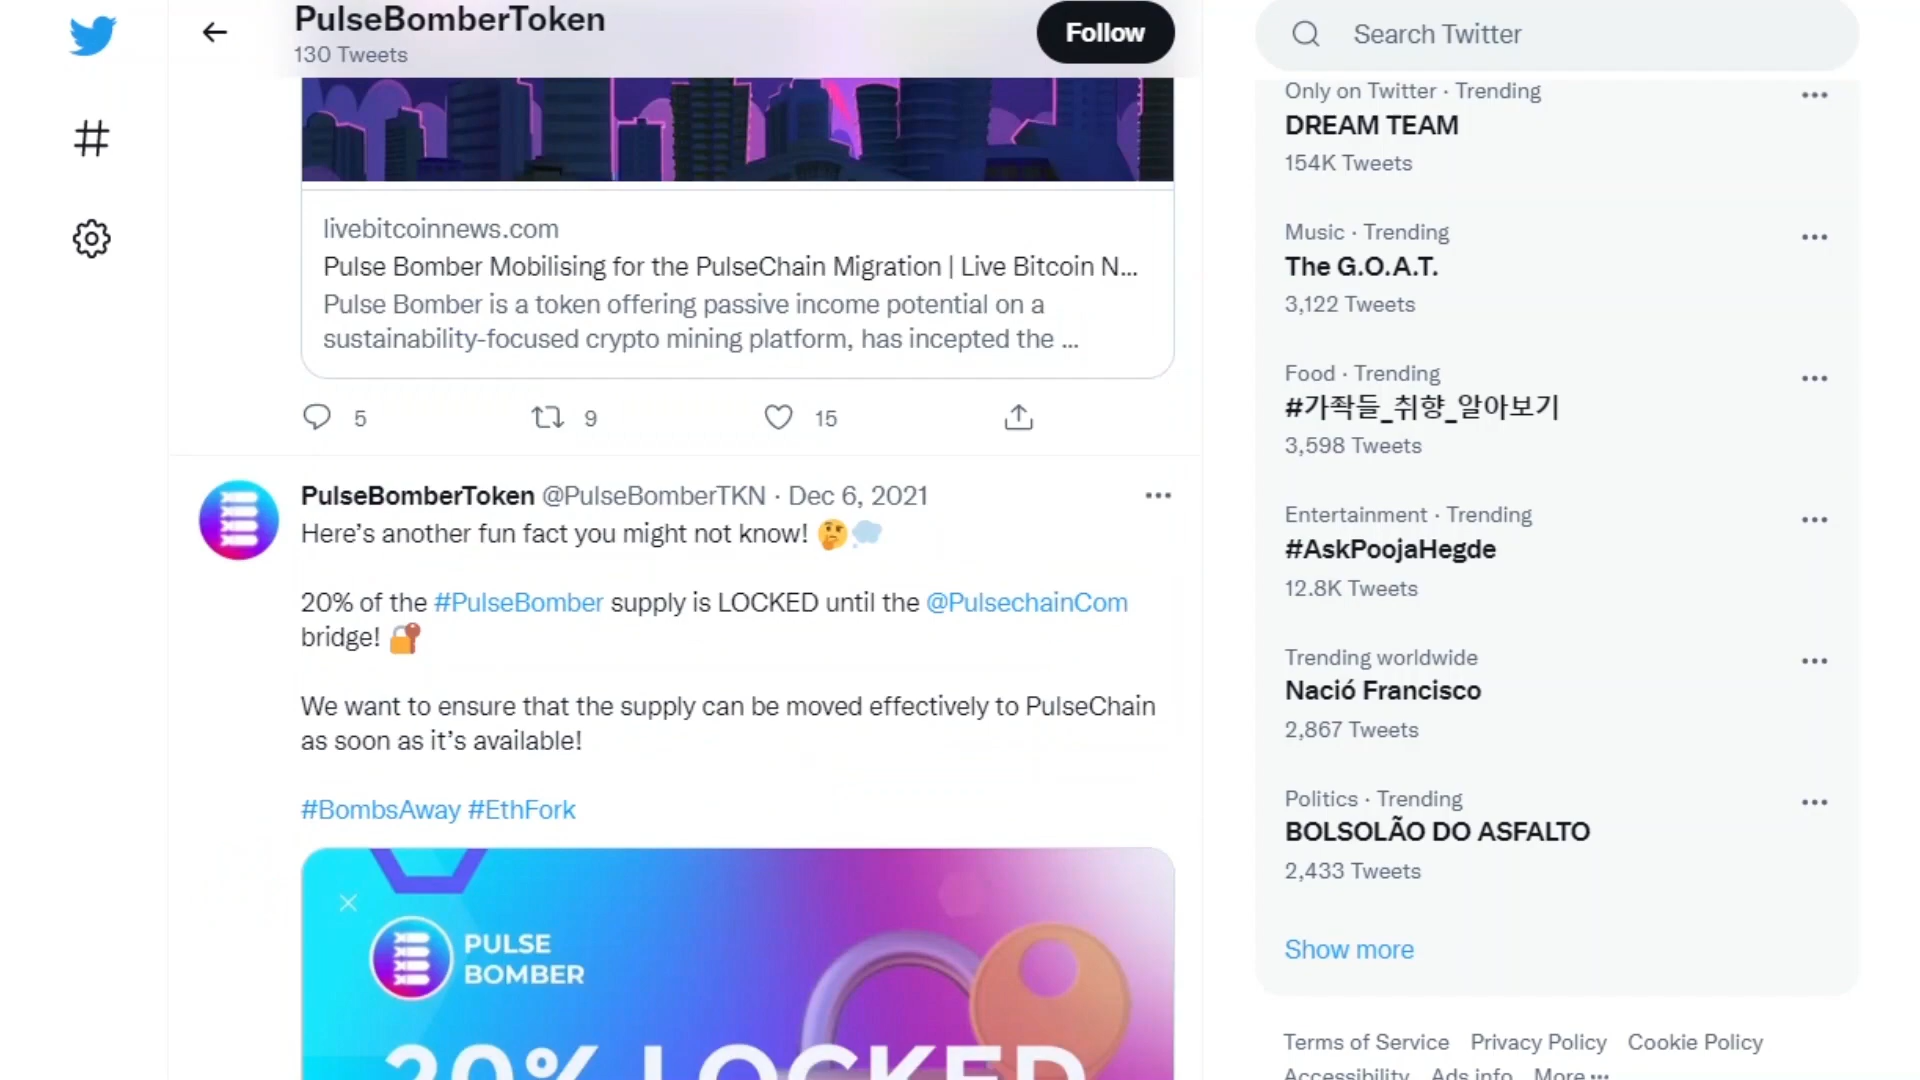 PulseBomberToken
130 Tweets
Follow
livebitcoinnews.com
Pulse Bomber Mobilising for the PulseChain Migration | Live Bitcoin N...
Pulse Bomber is a token offering passive income potential on a
sustainability-focused crypto mining platform, has incepted the ...
5 9 15
PulseBomberToken @PulseBomberTKN · Dec 6, 2021
Here's another fun fact you might not know! 🤔💭
20% of the #PulseBomber supply is LOCKED until the @PulsechainCom
bridge! 🔐
We want to ensure that the supply can be moved effectively to PulseChain
as soon as it's available!
#BombsAway #EthFork
PULSE
BOMBER
20% LOCKED
Search Twitter
Only on Twitter · Trending
DREAM TEAM
154K Tweets
Music · Trending
The G.O.A.T.
3,122 Tweets
Food · Trending
#가좍들_취향_알아보기
3,598 Tweets
Entertainment · Trending
#AskPoojaHegde
12.8K Tweets
Trending worldwide
Nació Francisco
2,867 Tweets
Politics · Trending
BOLSOLÃO DO ASFALTO
2,433 Tweets
Show more
Terms of Service Privacy Policy Cookie Policy
Accessibility Ads info More ...